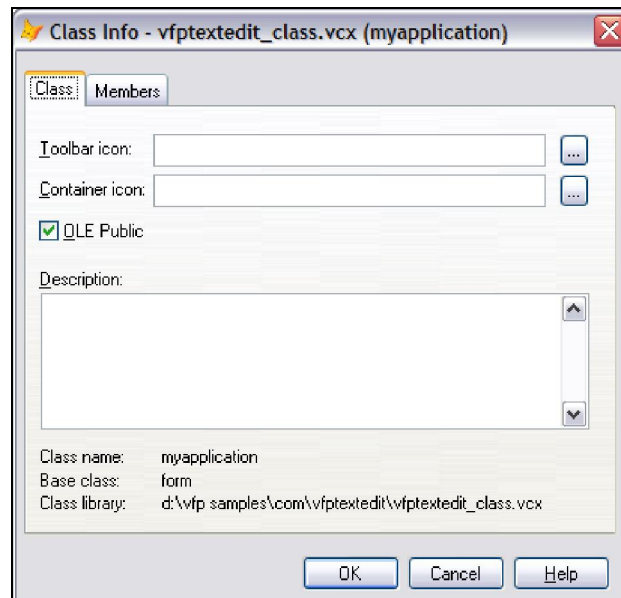 Class Info - vfptextedit_class.vcx (myapplication)
Class Members
Toolbar icon: ...
Container icon: ...
OLE Public
Description:
Class name: myapplication
Base class: form
Class library: d:\vfp samples\com\vfptextedit\vfptextedit_class.vcx
OK Cancel Help